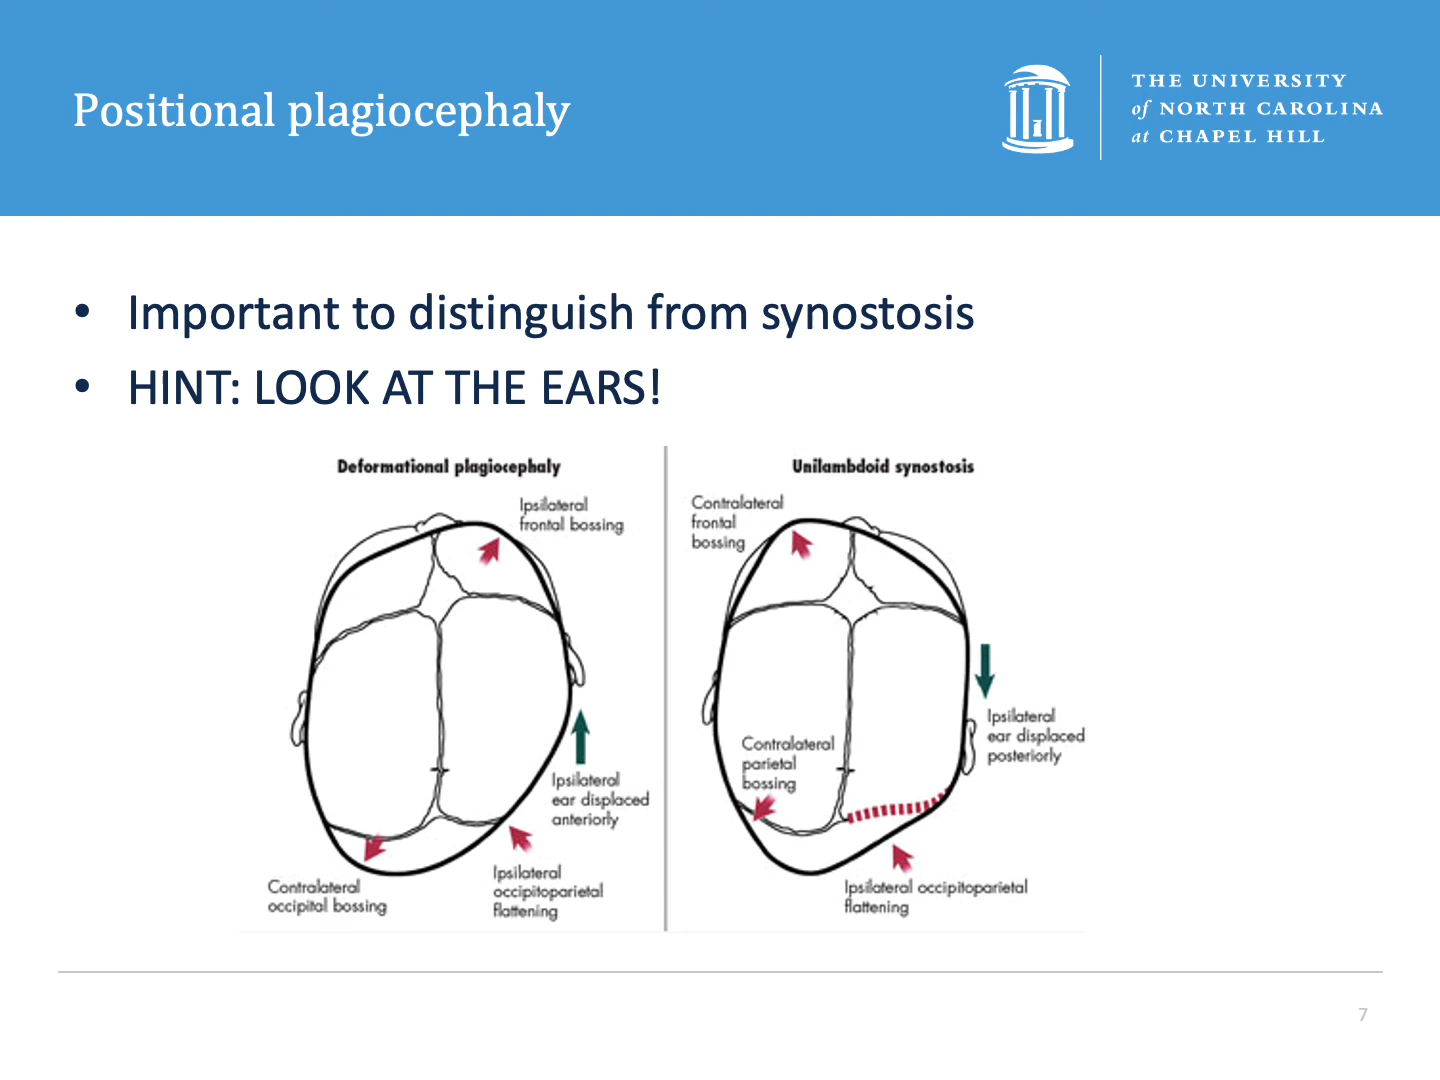 Positional plagiocephaly
THE UNIVERSITY
of NORTH CAROLINA
at CHAPEL HILL
• Important to distinguish from synostosis
• HINT: LOOK AT THE EARS!
Deformational plagiocephaly
Ipsilateral
frontal bossing
Ipsilateral
ear displaced
anteriorly
Contralateral
occipital bossing
Ipsilateral
occipitoparietal
flattening
Unilambdoid synostosis
Contralateral
frontal
bossing
Ipsilateral
ear displaced
posteriorly
Contralateral
parietal
bossing
Ipsilateral occipitoparietal
flattening
7